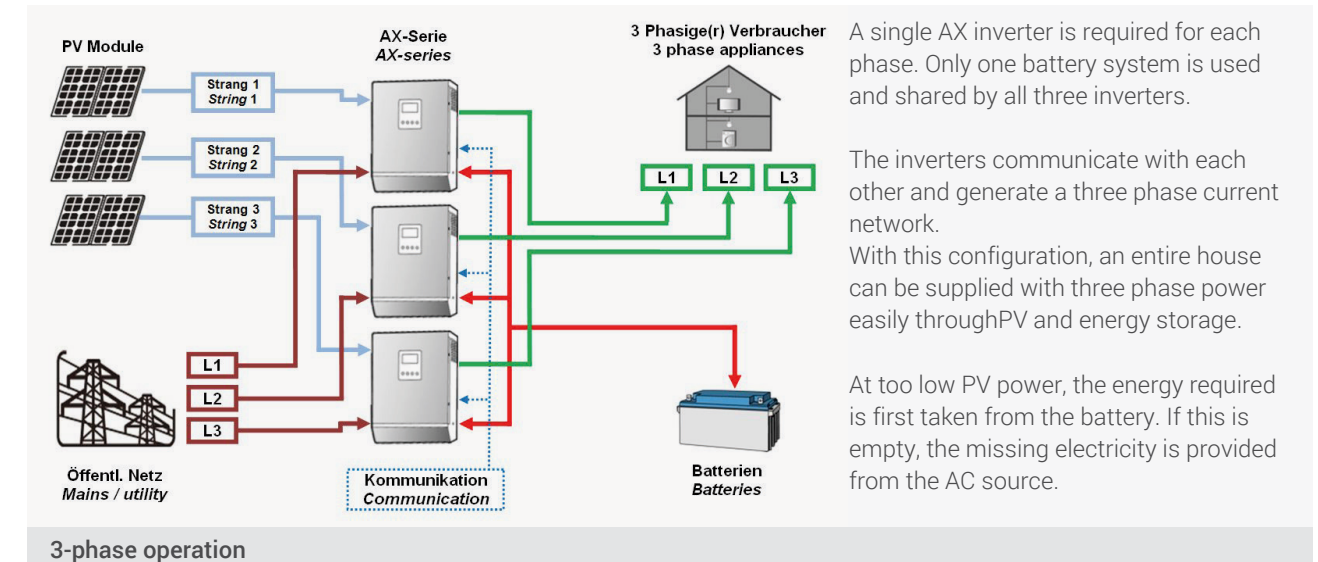 PV Module
Strang 1
String 1
Strang 2
String 2
Strang 3
String 3
L1
L2
L3
Öffentl. Netz
Mains / utility
AX-Serie
AX-series
Kommunikation
Communication
3 Phasige(r) Verbraucher
3 phase appliances
L1
L2
L3
Batterien
Batteries
A single AX inverter is required for each
phase. Only one battery system is used
and shared by all three inverters.
The inverters communicate with each
other and generate a three phase current
network.
With this configuration, an entire house
can be supplied with three phase power
easily throughPV and energy storage.
At too low PV power, the energy required
is first taken from the battery. If this is
empty, the missing electricity is provided
from the AC source.
3-phase operation